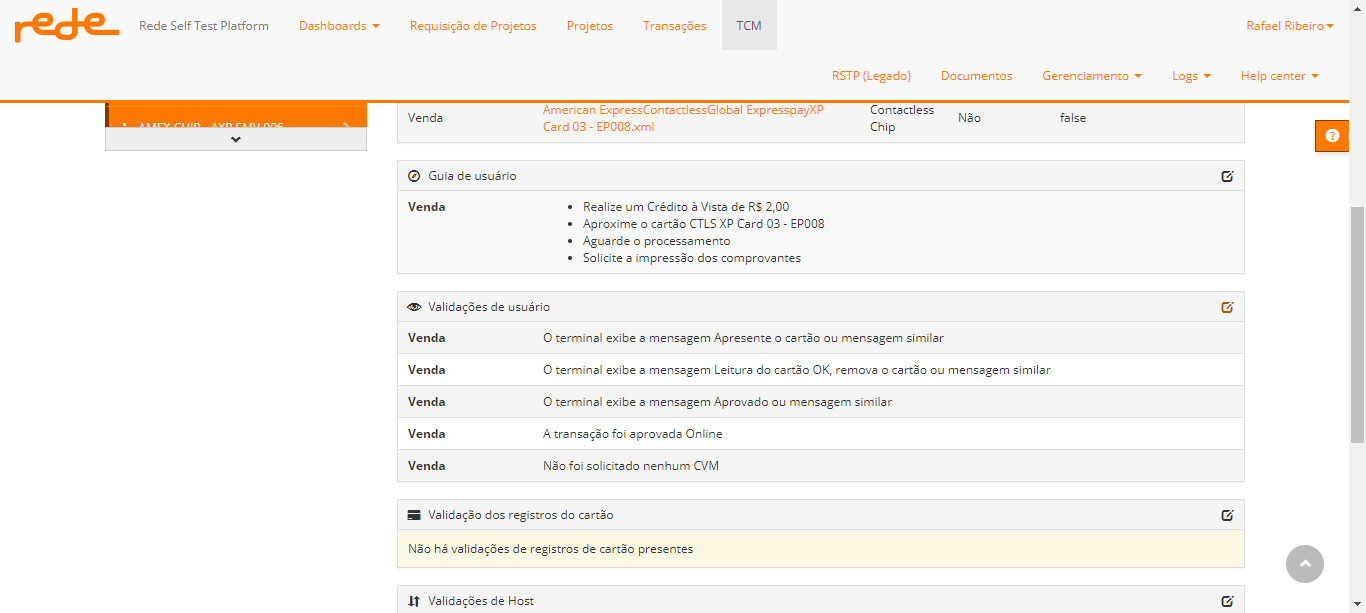 rede Rede Self Test Platform Dashboards Requisição de Projetos Projetos Transações TCM Rafael Ribeiro
RSTP (Legado) Documentos Gerenciamento Logs Help center
AMEX CHIP - AXP EMV 006
American ExpressContactlessGlobal ExpresspayXP
Card 03 - EP008.xml
Venda
Contactless
Chip
Não
false
Guia de usuário
Venda
Realize um Crédito à Vista de R$ 2,00
Aproxime o cartão CTLS XP Card 03 - EP008
Aguarde o processamento
Solicite a impressão dos comprovantes
Validações de usuário
Venda O terminal exibe a mensagem Apresente o cartão ou mensagem similar
Venda O terminal exibe a mensagem Leitura do cartão OK, remova o cartão ou mensagem similar
Venda O terminal exibe a mensagem Aprovado ou mensagem similar
Venda A transação foi aprovada Online
Venda Não foi solicitado nenhum CVM
Validação dos registros do cartão
Não há validações de registros de cartão presentes
Validações de Host